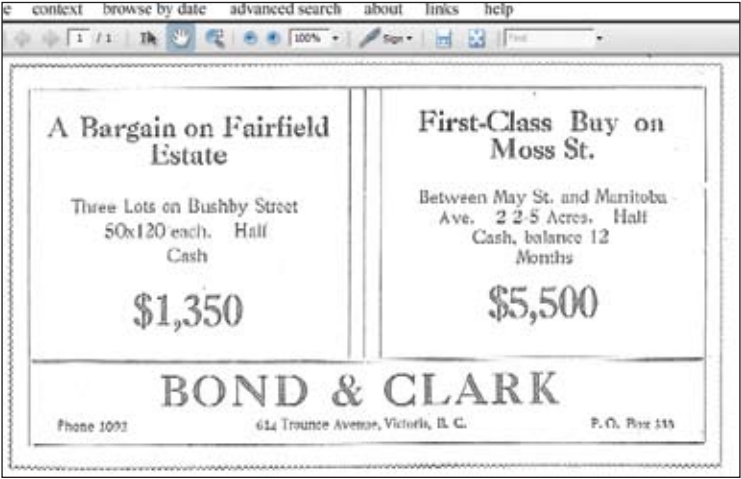 context browse by date advanced search about links help
1 / 1 100% Sign Find
A Bargain on Fairfield
Estate
Three Lots on Bushby Street
50x120 each. Half
Cash
$1,350
First-Class Buy on
Moss St.
Between May St. and Manitoba
Ave. 2 2-5 Acres. Half
Cash, balance 12
Months
$5,500
BOND & CLARK
Phone 1092 614 Trounce Avenue, Victoria, B. C. P. O. Box